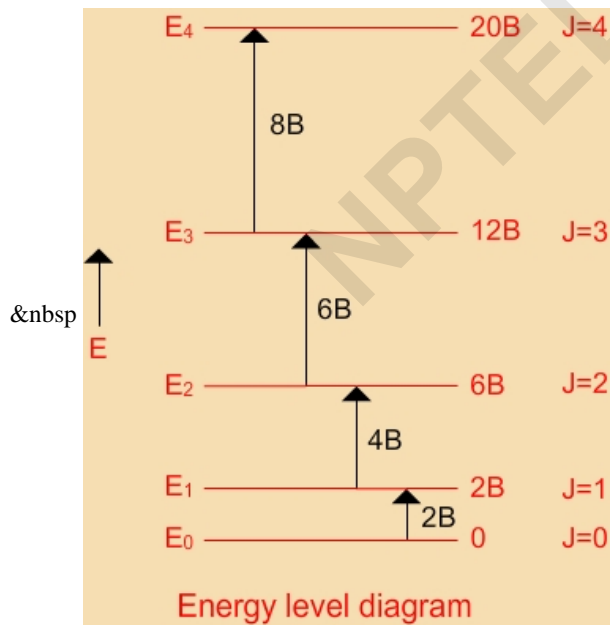 E4 20B J=4
8B
NPTEL
E3 12B J=3
6B
&nbsp
E
E2 6B J=2
4B
E1 2B J=1
2B
E0 0 J=0
Energy level diagram